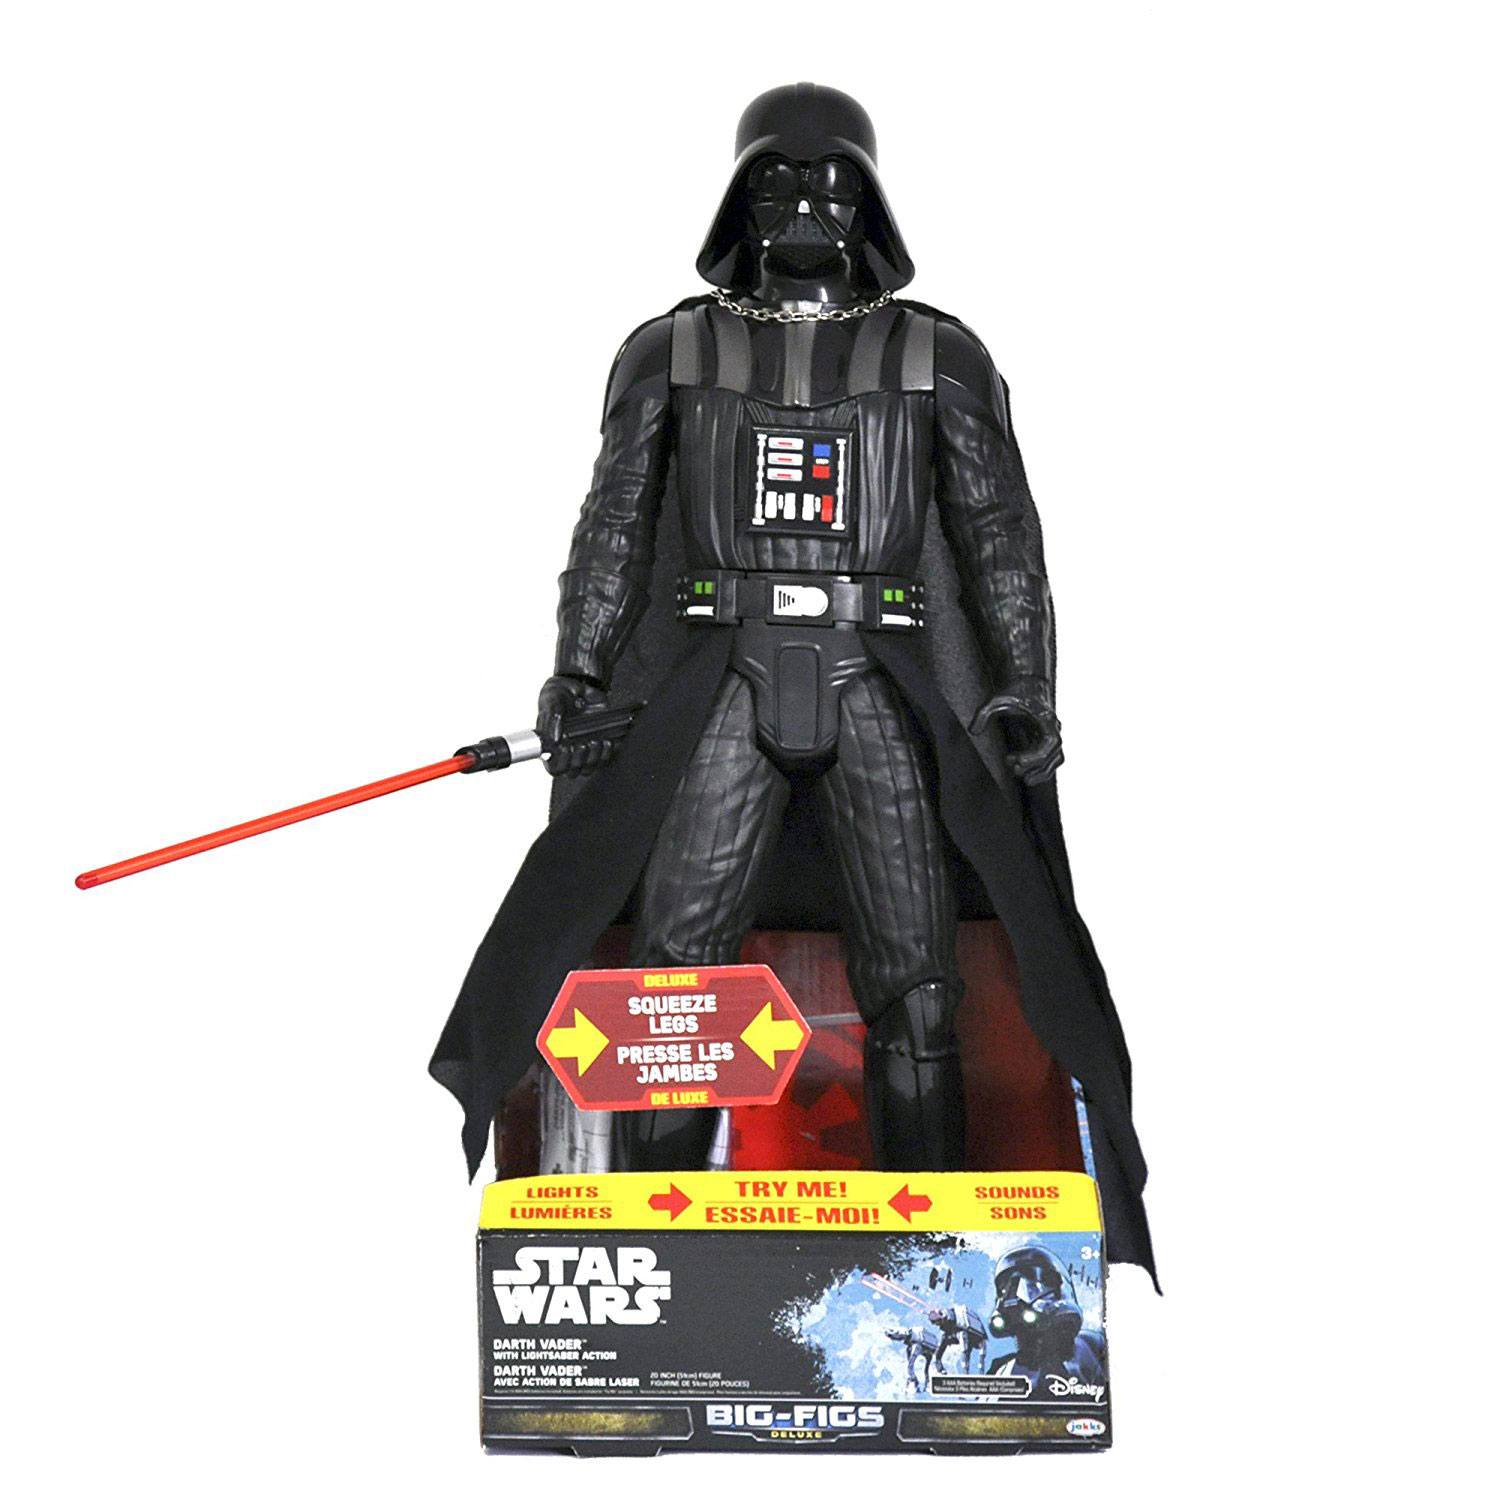 DELUXE
SQUEEZE
LEGS
PRESSE LES
JAMBES
DE LUXE
LIGHTS
LUMIÈRES
TRY ME!
ESSAIE-MOI!
SOUNDS
SONS
STAR
WARS
3+
DARTH VADER™
WITH LIGHTSABER ACTION
DARTH VADER™
AVEC ACTION DE SABRE LASER
20 INCH (51cm) FIGURE
FIGURINE DE 51cm (20 POUCES)
Disney
BIG-FIGS
DELUXE
jakks